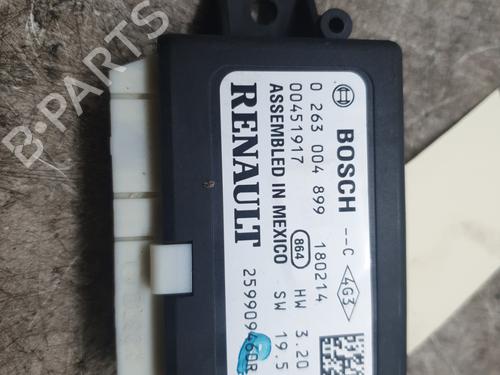 BOSCH --C 4G3
0 263 004 899 180214 HW 3.20
00451917 SW 19.5
ASSEMBLED IN MEXICO 864
RENAULT 259909460R
B-PARTS